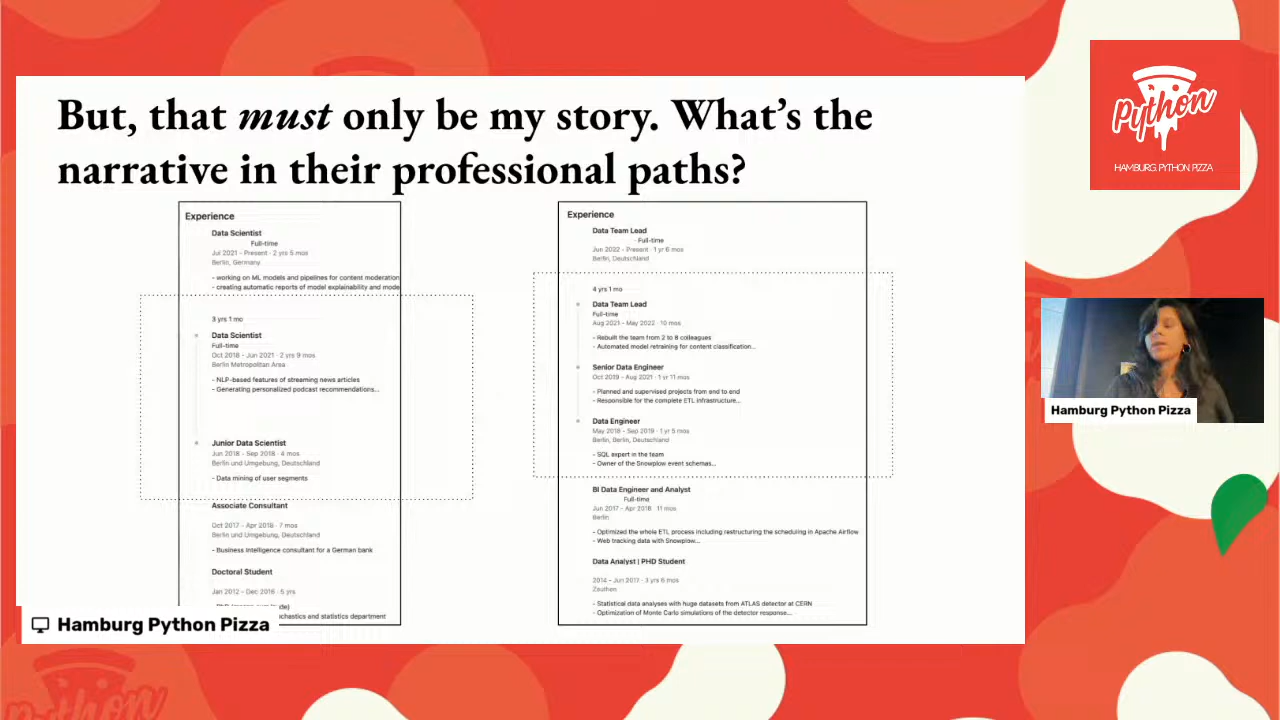 But, that must only be my story. What's the
narrative in their professional paths?
Experience
Data Scientist
Full-time
Jul 2021 - Present · 2 yrs 5 mos
Berlin, Germany
- working on ML models and pipelines for content moderation
- creating automatic reports of model explainability and mode
3 yrs 1 mo
Data Scientist
Full-time
Oct 2018 - Jun 2021 · 2 yrs 9 mos
Berlin Metropolitan Area
- NLP-based features of streaming news articles
- Generating personalized podcast recommendations...
Junior Data Scientist
Jun 2018 - Sep 2018 · 4 mos
Berlin und Umgebung, Deutschland
- Data mining of user segments
Associate Consultant
Oct 2017 - Apr 2018 · 7 mos
Berlin und Umgebung, Deutschland
- Business intelligence consultant for a German bank
Doctoral Student
Jan 2012 - Dec 2016 · 5 yrs
stics and statistics department
Experience
Data Team Lead
· Full-time
Jun 2022 - Present · 1 yr 6 mos
Berlin, Deutschland
4 yrs 1 mo
Data Team Lead
Full-time
Aug 2021 - May 2022 · 10 mos
- Rebuilt the team from 2 to 8 colleagues
- Automated model retraining for content classification...
Senior Data Engineer
Oct 2019 - Aug 2021 · 1 yr 11 mos
- Planned and supervised projects from end to end
- Responsible for the complete ETL infrastructure...
Data Engineer
May 2018 - Sep 2019 · 1 yr 5 mos
Berlin, Berlin, Deutschland
- SQL expert in the team
- Owner of the Snowplow event schemas...
BI Data Engineer and Analyst
Full-time
Jun 2017 - Apr 2018 · 11 mos
Berlin
- Optimized the whole ETL process including restructuring the scheduling in Apache Airflow
- Web tracking data with Snowplow...
Data Analyst | PHD Student
2014 - Jun 2017 · 3 yrs 6 mos
Zeuthen
- Statistical data analyses with huge datasets from ATLAS detector at CERN
- Optimization of Monte Carlo simulations of the detector response...
Hamburg Python Pizza
Python
HAMBURG PYTHON PIZZA
Hamburg Python Pizza
Python